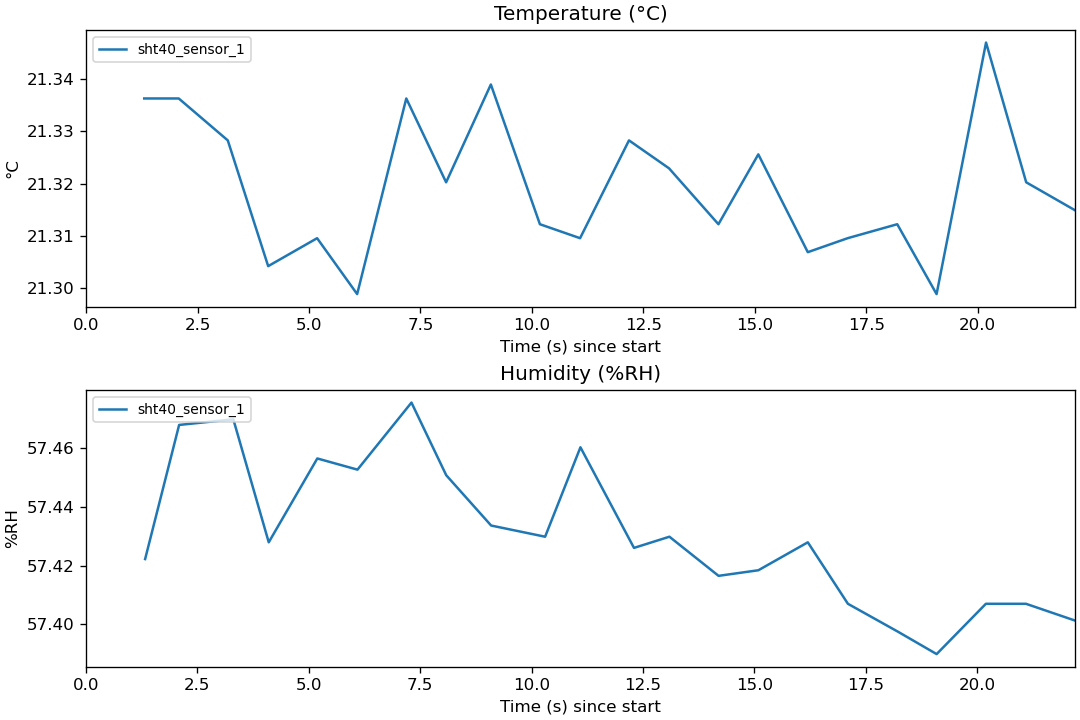 Temperature (°C)
sht40_sensor_1
21.34
21.33
21.32
21.31
21.30
°C
0.0 2.5 5.0 7.5 10.0 12.5 15.0 17.5 20.0
Time (s) since start
Humidity (%RH)
sht40_sensor_1
57.46
57.44
57.42
57.40
%RH
0.0 2.5 5.0 7.5 10.0 12.5 15.0 17.5 20.0
Time (s) since start